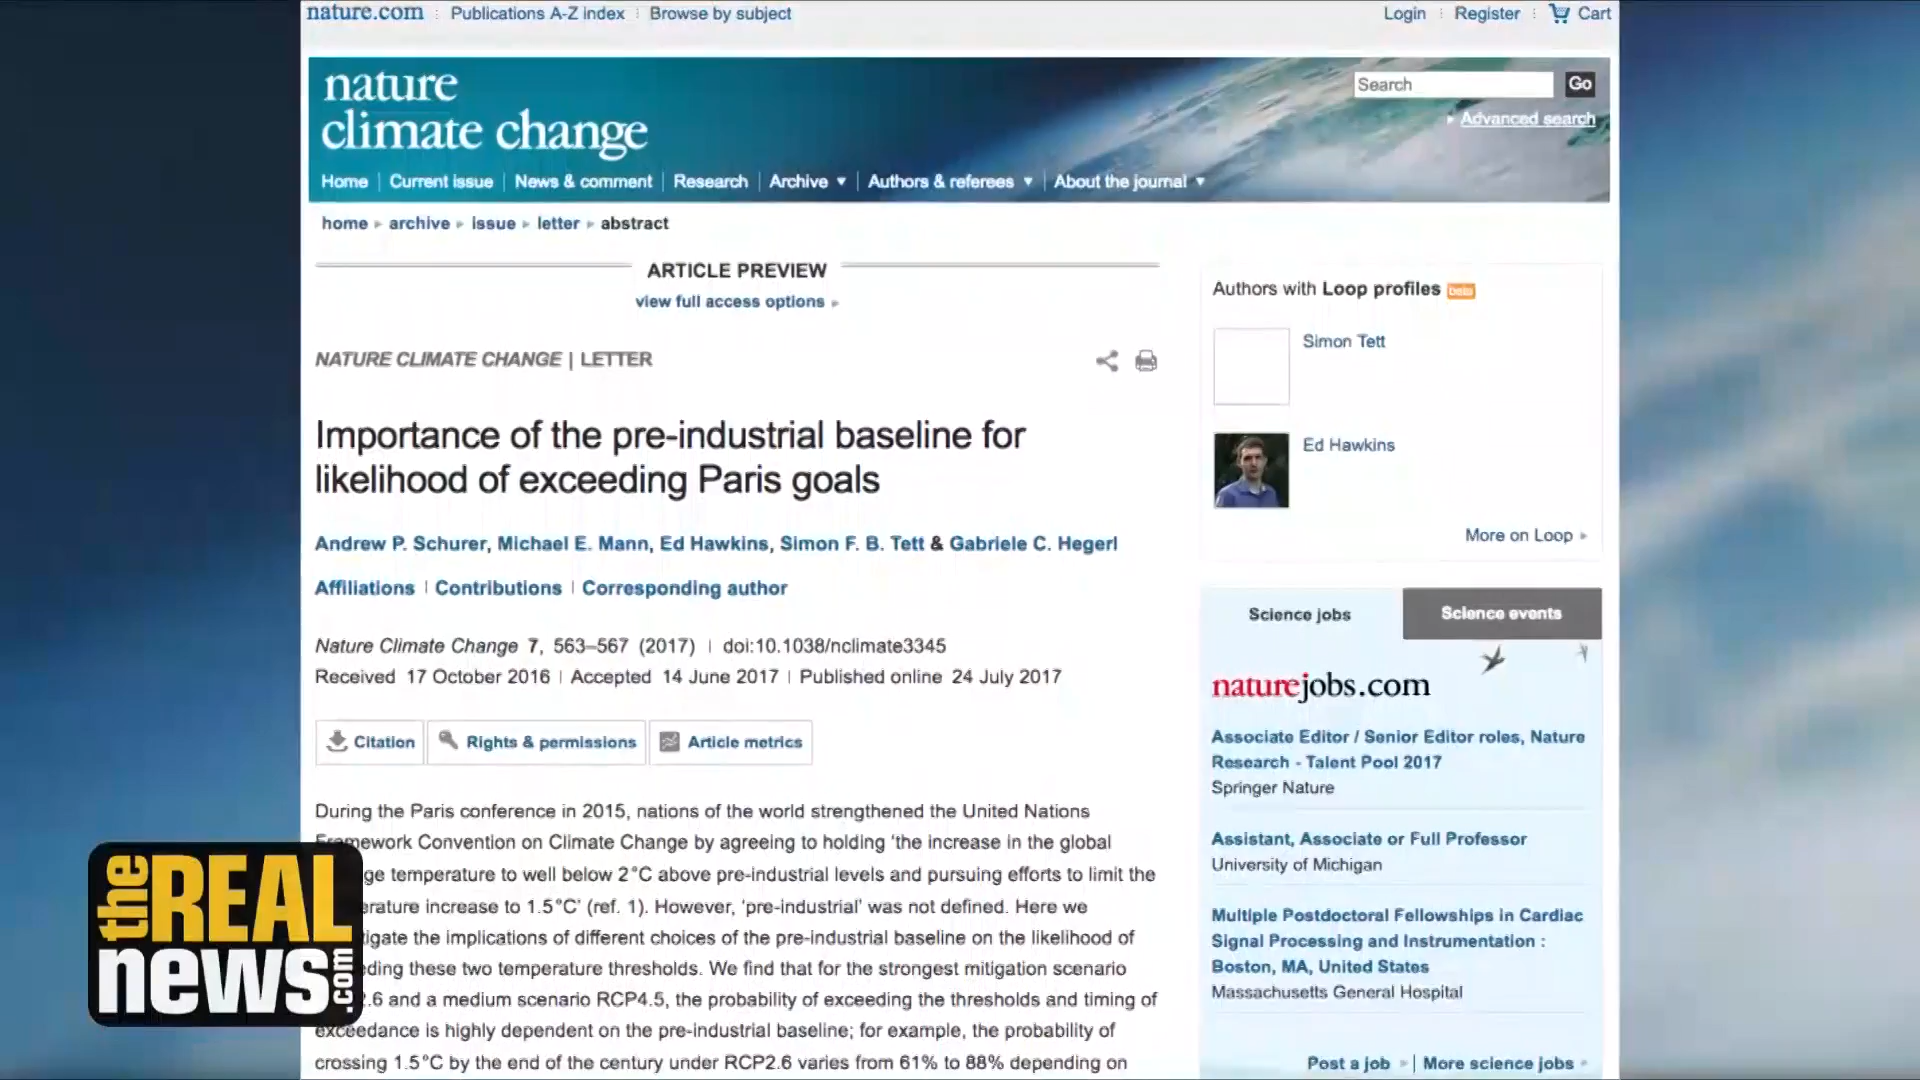 nature.com : Publications A-Z index : Browse by subject
Login : Register : Cart
nature
climate change
Search Go
Advanced search
Home | Current issue | News & comment | Research | Archive | Authors & referees | About the journal
home ▸ archive ▸ issue ▸ letter ▸ abstract
ARTICLE PREVIEW
view full access options
NATURE CLIMATE CHANGE | LETTER
Importance of the pre-industrial baseline for
likelihood of exceeding Paris goals
Andrew P. Schurer, Michael E. Mann, Ed Hawkins, Simon F. B. Tett & Gabriele C. Hegerl
Affiliations | Contributions | Corresponding author
Nature Climate Change 7, 563–567 (2017) | doi:10.1038/nclimate3345
Received 17 October 2016 | Accepted 14 June 2017 | Published online 24 July 2017
Citation Rights & permissions Article metrics
During the Paris conference in 2015, nations of the world strengthened the United Nations
Framework Convention on Climate Change by agreeing to holding 'the increase in the global
ge temperature to well below 2°C above pre-industrial levels and pursuing efforts to limit the
erature increase to 1.5°C' (ref. 1). However, 'pre-industrial' was not defined. Here we
tigate the implications of different choices of the pre-industrial baseline on the likelihood of
ding these two temperature thresholds. We find that for the strongest mitigation scenario
.6 and a medium scenario RCP4.5, the probability of exceeding the thresholds and timing of
exceedance is highly dependent on the pre-industrial baseline; for example, the probability of
crossing 1.5°C by the end of the century under RCP2.6 varies from 61% to 88% depending on
Authors with Loop profiles beta
Simon Tett
Ed Hawkins
More on Loop
Science jobs
Science events
naturejobs.com
Associate Editor / Senior Editor roles, Nature
Research - Talent Pool 2017
Springer Nature
Assistant, Associate or Full Professor
University of Michigan
Multiple Postdoctoral Fellowships in Cardiac
Signal Processing and Instrumentation :
Boston, MA, United States
Massachusetts General Hospital
Post a job | More science jobs
the REAL
news.com